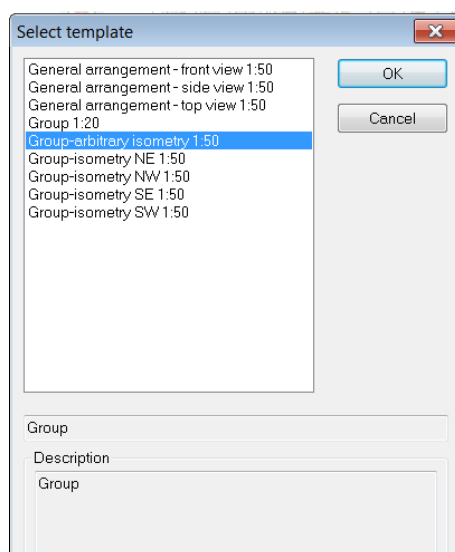 Select template
General arrangement - front view 1:50
General arrangement - side view 1:50
General arrangement - top view 1:50
Group 1:20
Group-arbitrary isometry 1:50
Group-isometry NE 1:50
Group-isometry NW 1:50
Group-isometry SE 1:50
Group-isometry SW 1:50
OK
Cancel
Group
Description
Group